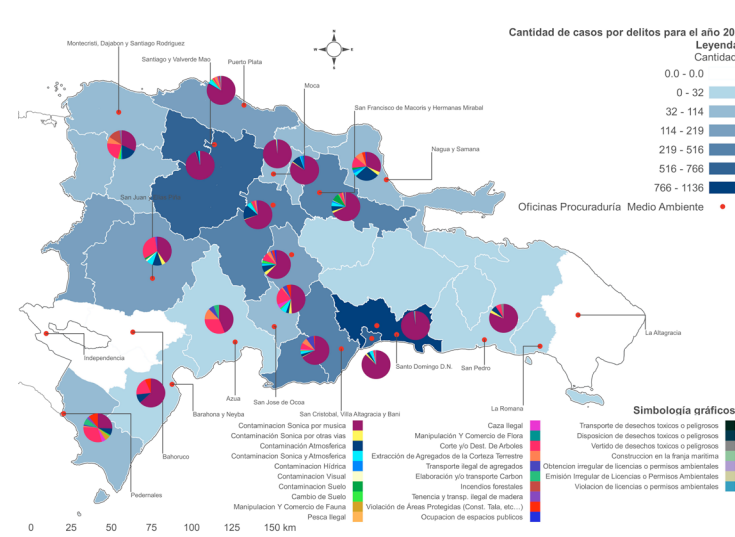 Cantidad de casos por delitos para el año 20
Leyenda
Cantidad
0.0 - 0.0
0 - 32
32 - 114
114 - 219
219 - 516
516 - 766
766 - 1136
Oficinas Procuraduría Medio Ambiente
Montecristi, Dajabon y Santiago Rodriguez
Santiago y Valverde Mao
Puerto Plata
Moca
San Francisco de Macoris y Hermanas Mirabal
Nagua y Samana
San Juan
La Altagracia
Independencia
Santo Domingo D.N.
San Pedro
Azua
San Jose de Ocoa
La Romana
Barahona y Neyba
San Cristobal, Villa Altagracia y Bani
Bahoruco
Pedernales
Contaminacion Sonica por musica
Contaminación Sonica por otras vias
Contaminación Atmosferica
Contaminacion Sonica y Atmosferica
Contaminacion Hídrica
Contaminacion Visual
Contaminacion Suelo
Cambio de Suelo
Manipulacion Y Comercio de Fauna
Pesca Ilegal
Caza Ilegal
Manipulación Y Comercio de Flora
Corte y/o Dest. De Arboles
Extracción de Agregados de la Corteza Terrestre
Transporte ilegal de agregados
Elaboración y/o transporte Carbon
Incendios forestales
Tenencia y transp. ilegal de madera
Violación de Áreas Protegidas (Const. Tala, etc...)
Ocupacion de espacios publicos
Simbología gráficos
Transporte de desechos toxicos o peligrosos
Disposicion de desechos toxicos o peligrosos
Vertido de desechos toxicos o peligrosos
Construccion en la franja maritima
Obtencion irregular de licencias o permisos ambientales
Emisión Irregular de Licencias o Permisos Ambientales
Violacion de licencias o permisos ambientales
0 25 50 75 100 125 150 km